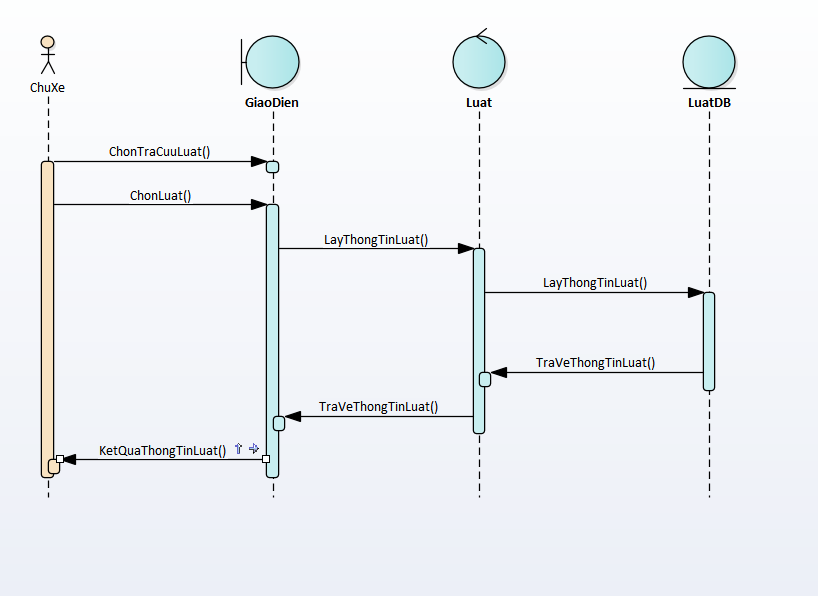 ChuXe
GiaoDien
Luat
LuatDB
ChonTraCuuLuat()
ChonLuat()
LayThongTinLuat()
LayThongTinLuat()
TraVeThongTinLuat()
TraVeThongTinLuat()
KetQuaThongTinLuat()